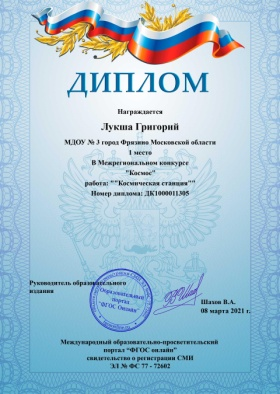 ДИПЛОМ
Награждается
Лукша Григорий
МДОУ № 3 город Фрязино Московской области
1 место
В Межрегиональном конкурсе
"Космос"
работа: ""Космическая станция""
Номер диплома: ДК1000011305
Руководитель образовательного
издания
Образовательный
портал
"ФГОС Онлайн"
Шахов В.А.
08 марта 2021 г.
Международный образовательно-просветительский
портал "ФГОС онлайн"
свидетельство о регистрации СМИ
ЭЛ № ФС 77 - 72602